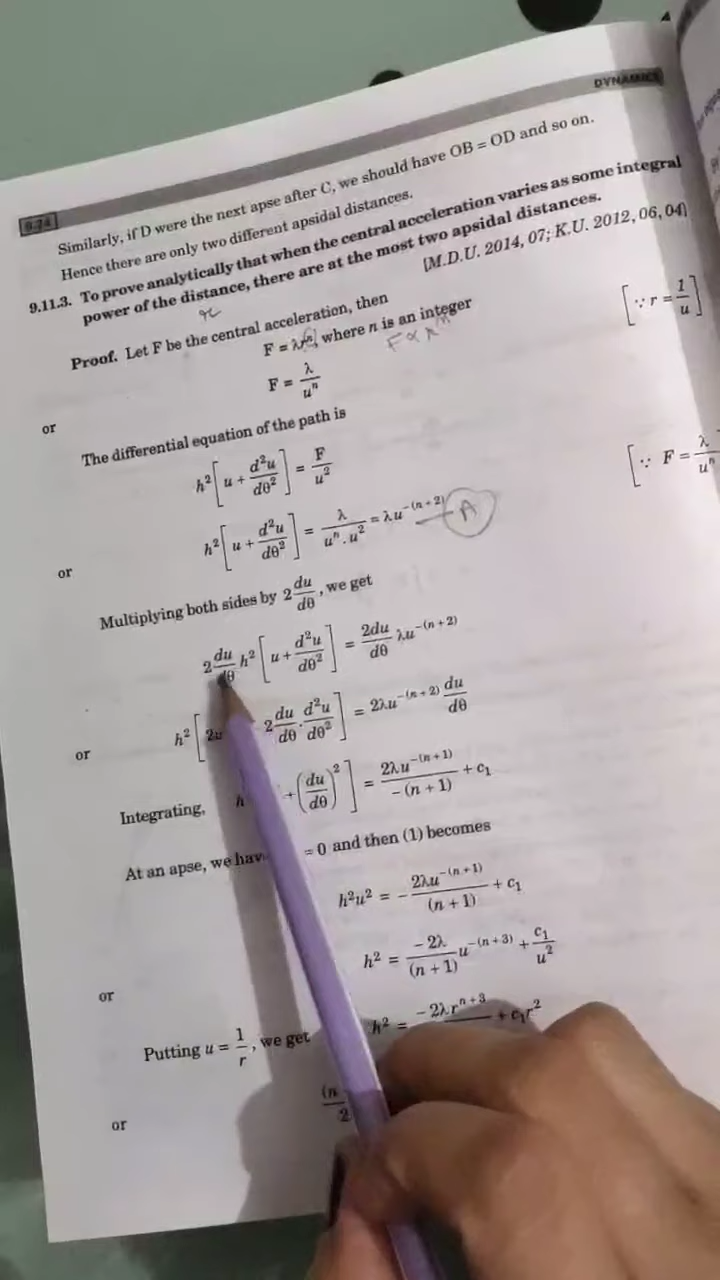 DYNAMICS
9.24
Similarly, if D were the next apse after C, we should have OB = OD and so on.
Hence there are only two different apsidal distances.
9.11.3. To prove analytically that when the central acceleration varies as some integral
power of the distance, there are at the most two apsidal distances.
[M.D.U. 2014, 07; K.U. 2012, 06, 04]
Proof. Let F be the central acceleration, then
F = λrⁿ, where n is an integer
F ∝ rⁿ
[∵ r = 1/u]
or F = λ/uⁿ
The differential equation of the path is
h²[u + d²u/dθ²] = F/u²
[∵ F = λ/uⁿ
or h²[u + d²u/dθ²] = λ/(uⁿ . u²) = λu^–(n + 2) — A
Multiplying both sides by 2 du/dθ, we get
2 du/dθ h²[u + d²u/dθ²] = 2du/dθ λu^–(n + 2)
or h²[2u 2 du/dθ . d²u/dθ²] = 2λu^–(n + 2) du/dθ
Integrating, h + (du/dθ)²] = 2λu^–(n + 1)/–(n + 1) + c₁
At an apse, we have = 0 and then (1) becomes
h²u² = – 2λu^–(n + 1)/(n + 1) + c₁
or h² = –2λ/(n + 1) u^–(n + 3) + c₁/u²
Putting u = 1/r, we get h² = –2λr^n + 3 + c₁r²
or (n 2